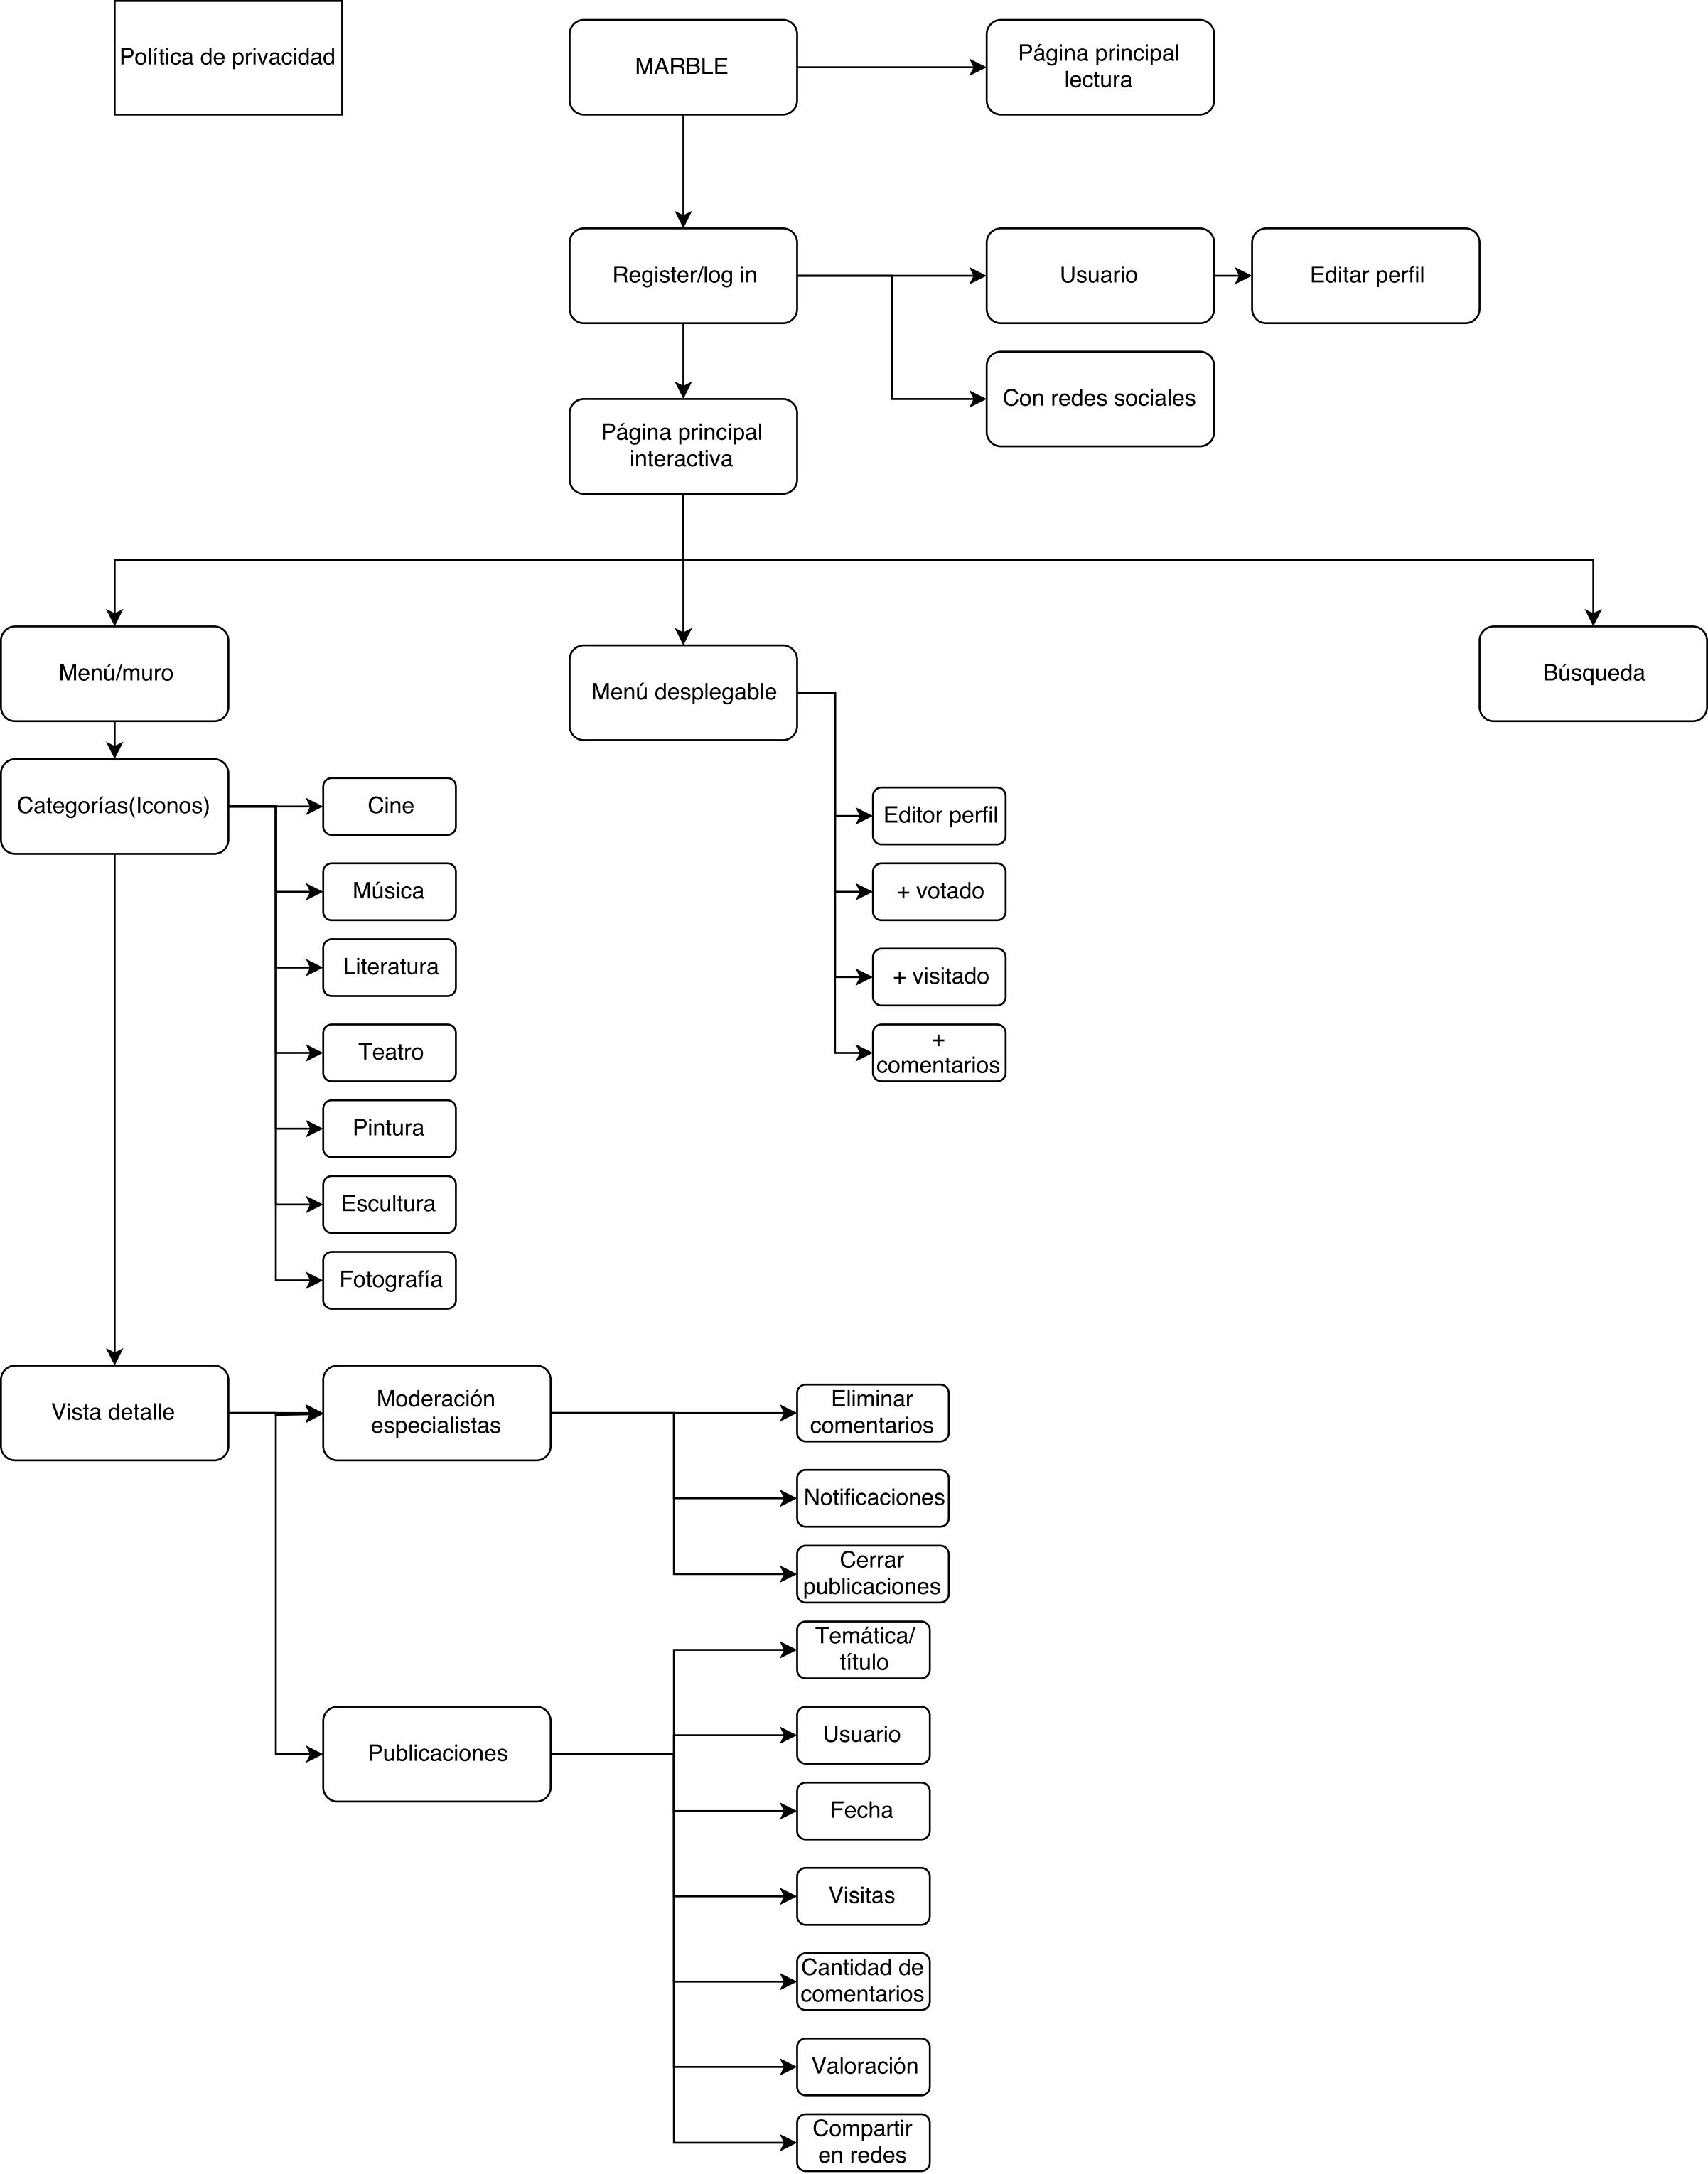 Política de privacidad
MARBLE
Página principal
lectura
Register/log in
Usuario
Editar perfil
Con redes sociales
Página principal
interactiva
Menú/muro
Menú desplegable
Búsqueda
Categorías(Iconos)
Cine
Música
Literatura
Teatro
Pintura
Escultura
Fotografía
Editor perfil
+ votado
+ visitado
+
comentarios
Vista detalle
Moderación
especialistas
Eliminar
comentarios
Notificaciones
Cerrar
publicaciones
Publicaciones
Temática/
título
Usuario
Fecha
Visitas
Cantidad de
comentarios
Valoración
Compartir
en redes